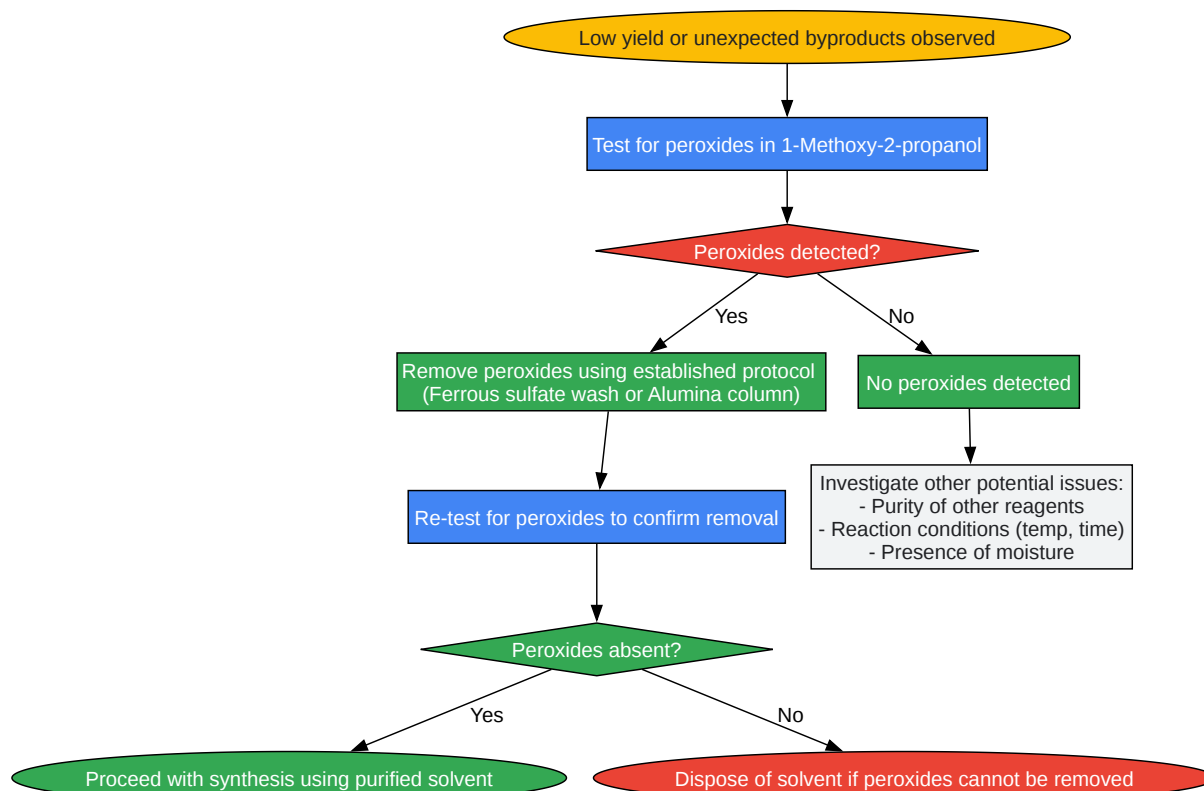 Low yield or unexpected byproducts observed
Test for peroxides in 1-Methoxy-2-propanol
Peroxides detected?
Yes
No
Remove peroxides using established protocol
(Ferrous sulfate wash or Alumina column)
No peroxides detected
Investigate other potential issues:
- Purity of other reagents
- Reaction conditions (temp, time)
- Presence of moisture
Re-test for peroxides to confirm removal
Peroxides absent?
Yes
No
Proceed with synthesis using purified solvent
Dispose of solvent if peroxides cannot be removed